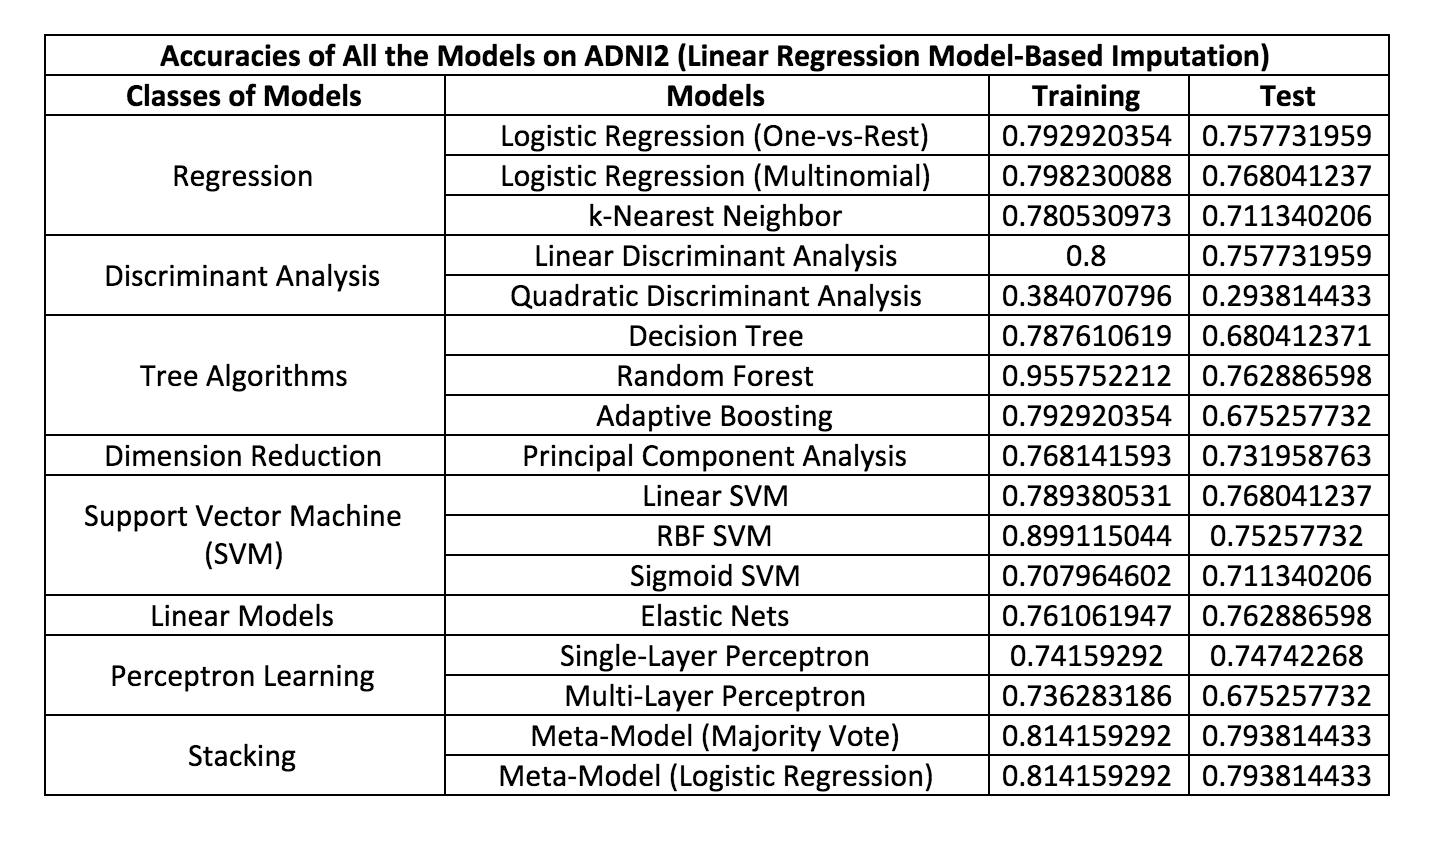 Accuracies of All the Models on ADNI2 (Linear Regression Model-Based Imputation)
Classes of Models Models Training Test
Regression
Logistic Regression (One-vs-Rest) 0.792920354 0.757731959
Logistic Regression (Multinomial) 0.798230088 0.768041237
k-Nearest Neighbor 0.780530973 0.711340206
Discriminant Analysis
Linear Discriminant Analysis 0.8 0.757731959
Quadratic Discriminant Analysis 0.384070796 0.293814433
Tree Algorithms
Decision Tree 0.787610619 0.680412371
Random Forest 0.955752212 0.762886598
Adaptive Boosting 0.792920354 0.675257732
Dimension Reduction Principal Component Analysis 0.768141593 0.731958763
Support Vector Machine
(SVM)
Linear SVM 0.789380531 0.768041237
RBF SVM 0.899115044 0.75257732
Sigmoid SVM 0.707964602 0.711340206
Linear Models Elastic Nets 0.761061947 0.762886598
Perceptron Learning
Single-Layer Perceptron 0.74159292 0.74742268
Multi-Layer Perceptron 0.736283186 0.675257732
Stacking
Meta-Model (Majority Vote) 0.814159292 0.793814433
Meta-Model (Logistic Regression) 0.814159292 0.793814433